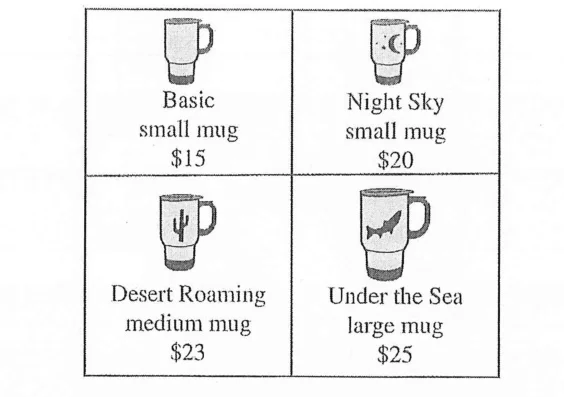 Basic
small mug
$15
Night Sky
small mug
$20
Desert Roaming
medium mug
$23
Under the Sea
large mug
$25